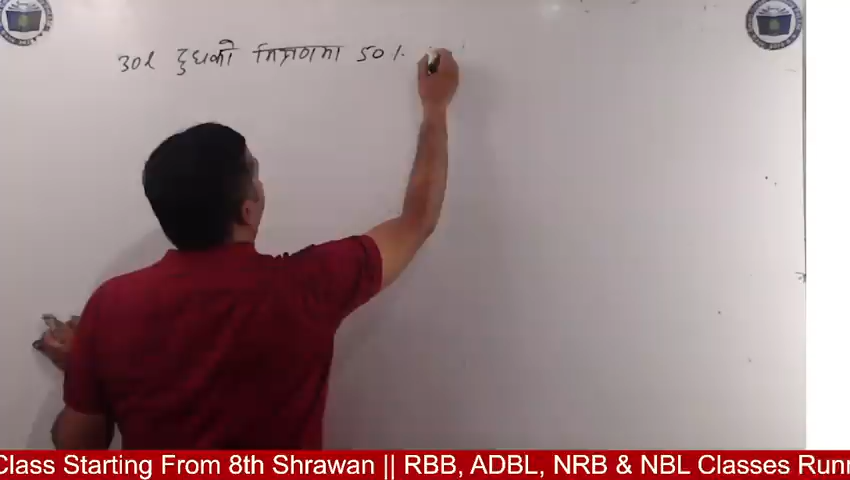 30l दुधको मिश्रणमा 50%
Class Starting From 8th Shrawan || RBB, ADBL, NRB & NBL Classes Runn